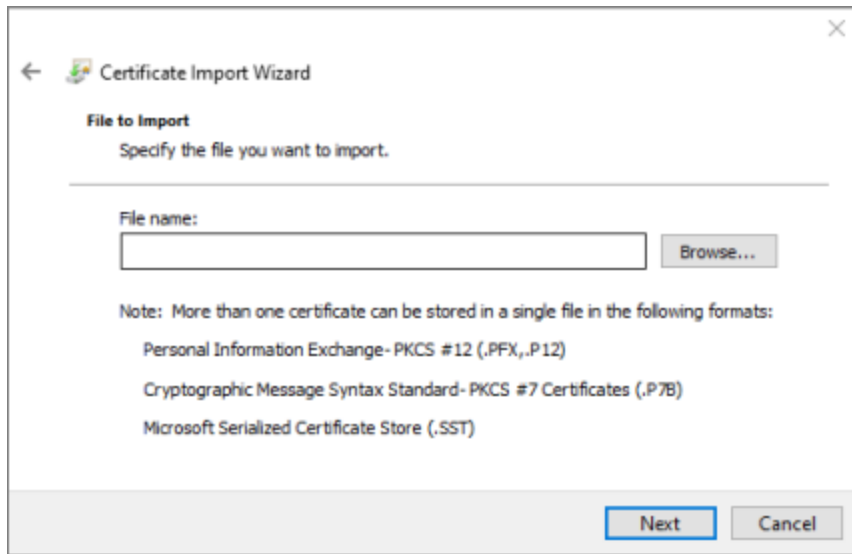 Certificate Import Wizard
File to Import
Specify the file you want to import.
File name:
Browse...
Note: More than one certificate can be stored in a single file in the following formats:
Personal Information Exchange- PKCS #12 (.PFX,.P12)
Cryptographic Message Syntax Standard- PKCS #7 Certificates (.P7B)
Microsoft Serialized Certificate Store (.SST)
Next Cancel